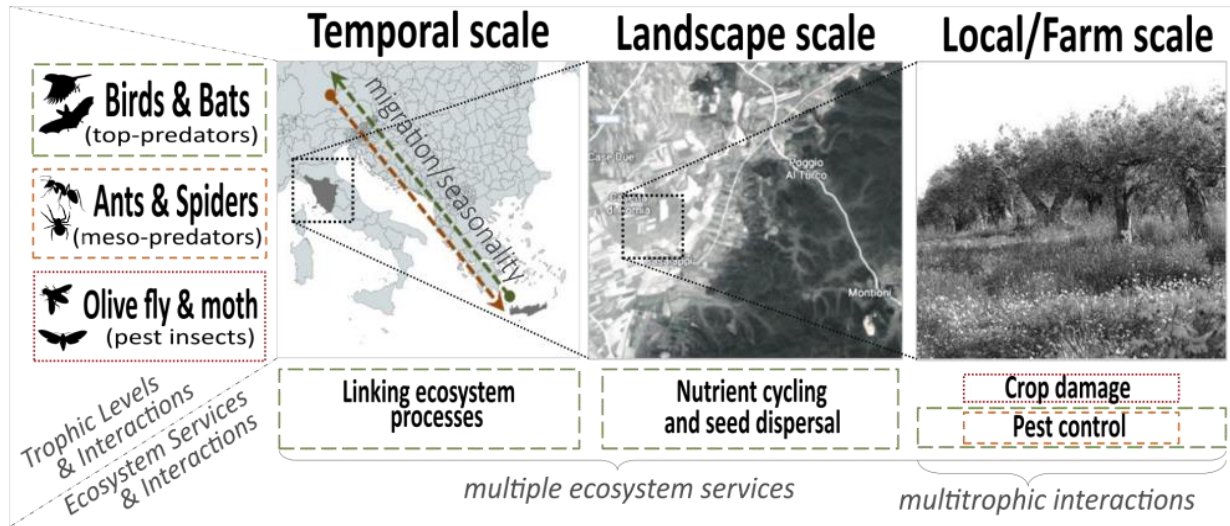 Temporal scale
Landscape scale
Local/Farm scale
Birds & Bats
(top-predators)
Ants & Spiders
(meso-predators)
Olive fly & moth
(pest insects)
migration/seasonality
Case Due
Poggio
Al Turco
Montioni
Linking ecosystem
processes
Nutrient cycling
and seed dispersal
Crop damage
Pest control
Trophic Levels
& Interactions
Ecosystem Services
& Interactions
multiple ecosystem services
multitrophic interactions